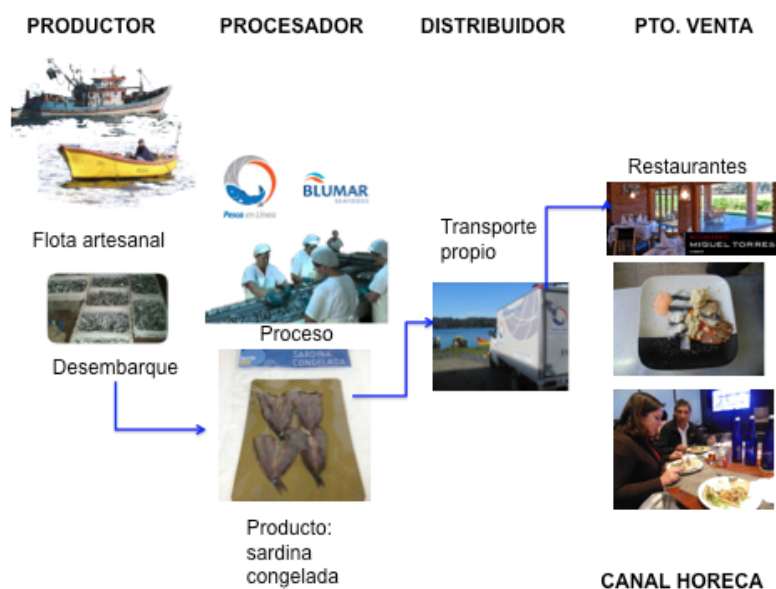 PRODUCTOR
PROCESADOR
DISTRIBUIDOR
PTO. VENTA
Flota artesanal
Desembarque
Pesca en Línea
BLUMAR
SEAFOODS
Proceso
SARDINA
CONGELADA
Producto:
sardina
congelada
Transporte
propio
Restaurantes
MIGUEL TORRES
CANAL HORECA